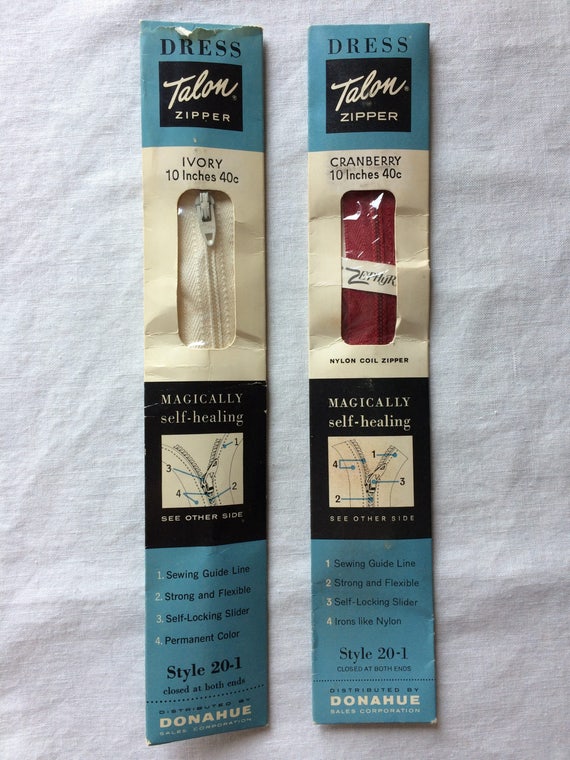 DRESS
Talon®
ZIPPER
IVORY
10 Inches 40c
MAGICALLY
self-healing
1
3
4
2
SEE OTHER SIDE
1. Sewing Guide Line
2. Strong and Flexible
3. Self-Locking Slider
4. Permanent Color
Style 20-1
closed at both ends
DISTRIBUTED BY
DONAHUE
SALES CORPORATION
DRESS
Talon®
ZIPPER
CRANBERRY
10 Inches 40c
ZEPHYR
NYLON COIL ZIPPER
MAGICALLY
self-healing
1
4
3
2
SEE OTHER SIDE
1 Sewing Guide Line
2 Strong and Flexible
3 Self-Locking Slider
4 Irons like Nylon
Style 20-1
CLOSED AT BOTH ENDS
DISTRIBUTED BY
DONAHUE
SALES CORPORATION